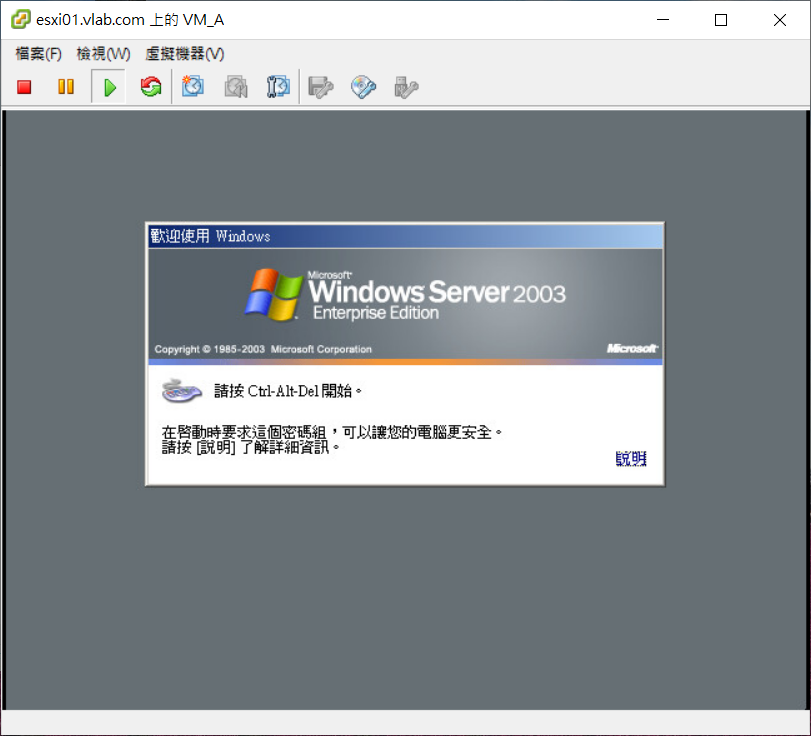 esxi01.vlab.com 上的 VM_A
檔案(F) 檢視(W) 虛擬機器(V)
歡迎使用 Windows
Microsoft
Windows Server 2003
Enterprise Edition
Copyright © 1985-2003 Microsoft Corporation Microsoft
請按 Ctrl-Alt-Del 開始。
在啓動時要求這個密碼組，可以讓您的電腦更安全。
請按 [說明] 了解詳細資訊。
說明